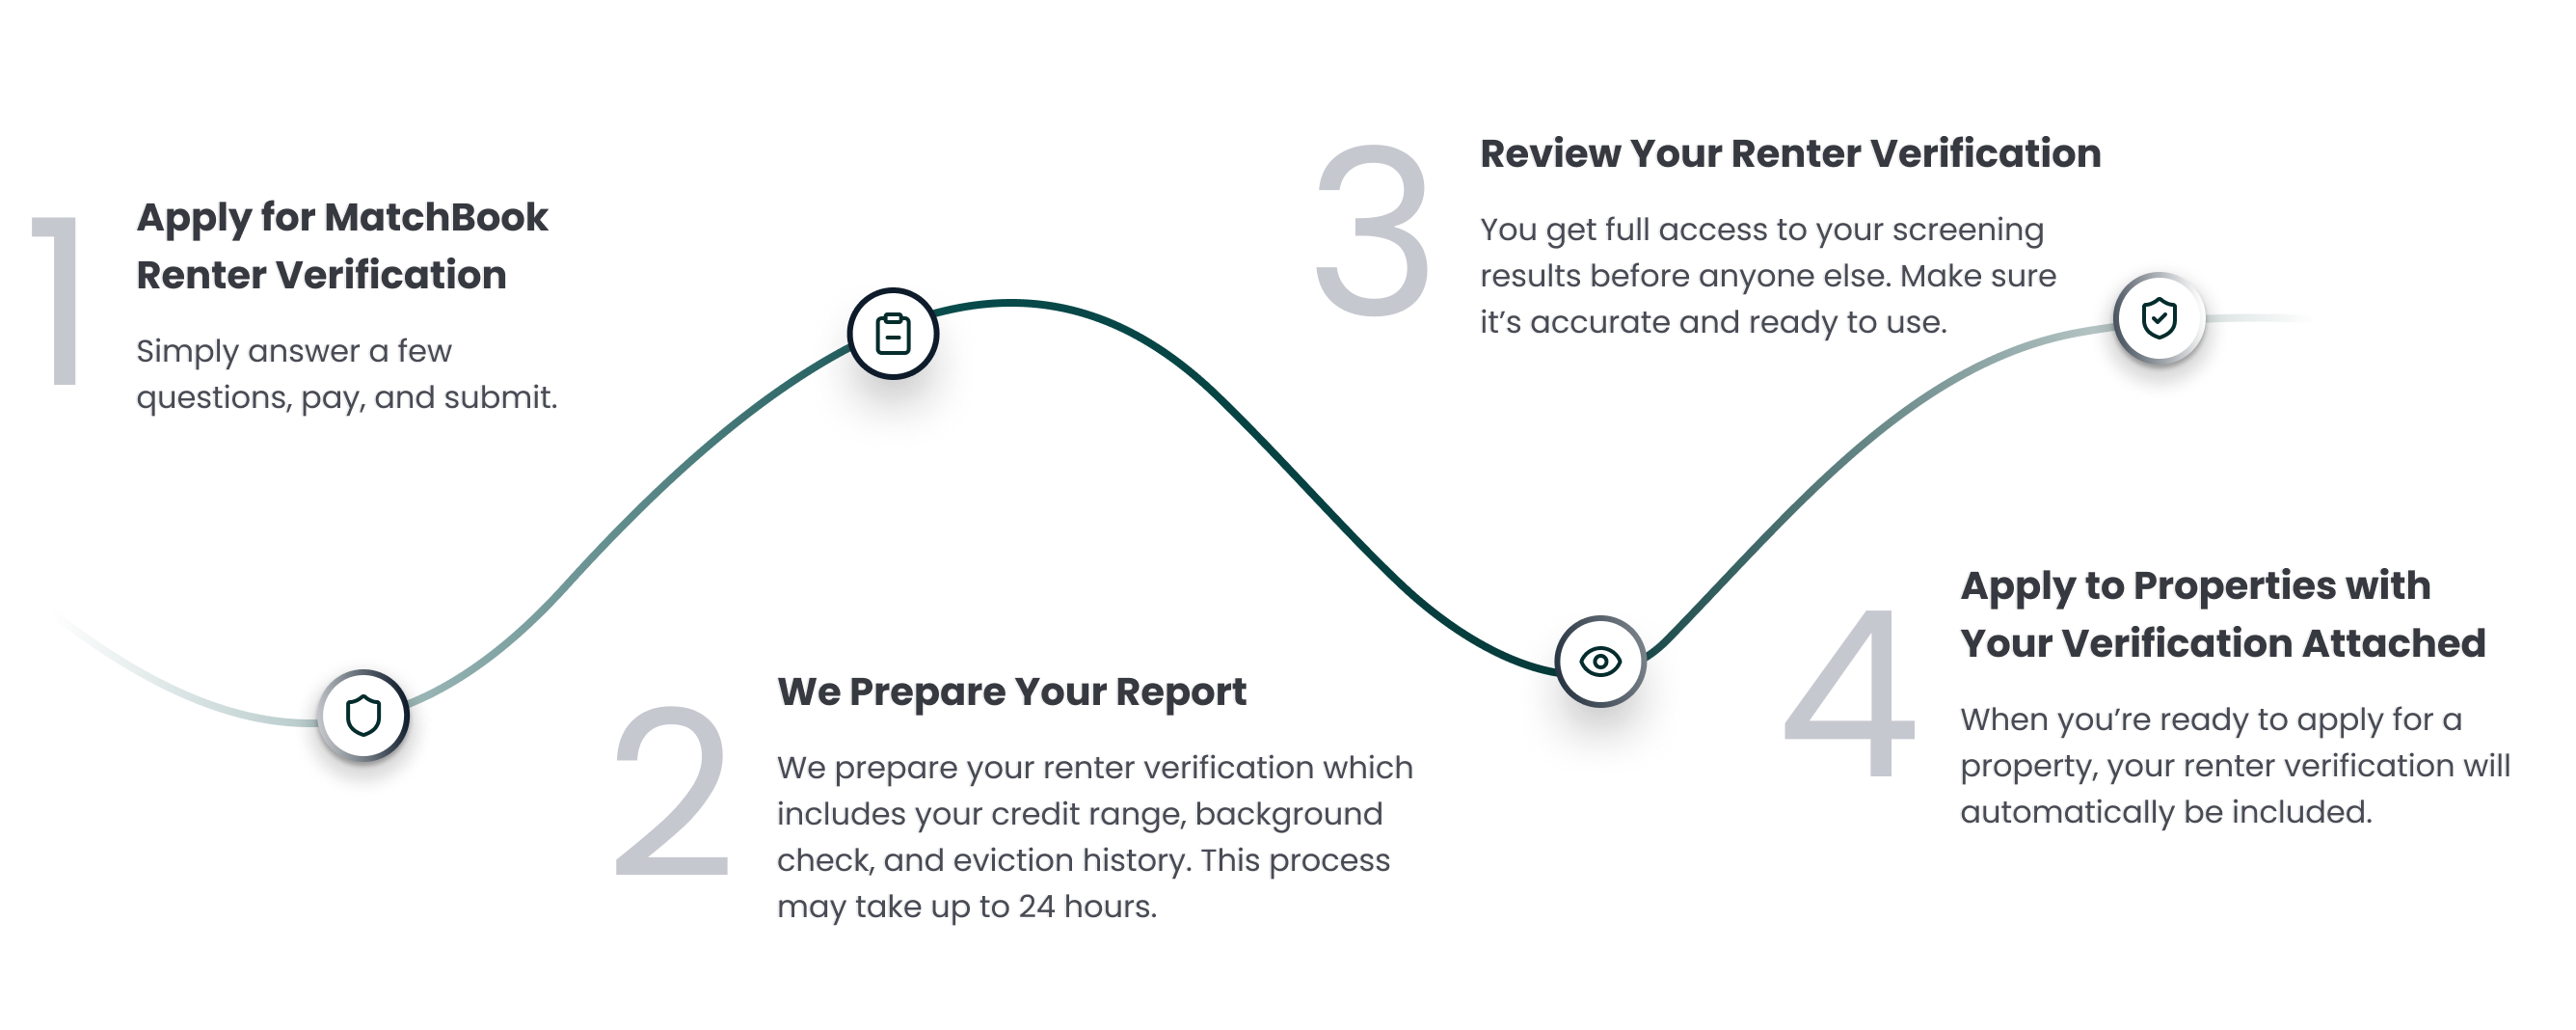 1
Apply for MatchBook
Renter Verification
Simply answer a few
questions, pay, and submit.
2
We Prepare Your Report
We prepare your renter verification which
includes your credit range, background
check, and eviction history. This process
may take up to 24 hours.
3
Review Your Renter Verification
You get full access to your screening
results before anyone else. Make sure
it’s accurate and ready to use.
4
Apply to Properties with
Your Verification Attached
When you’re ready to apply for a
property, your renter verification will
automatically be included.